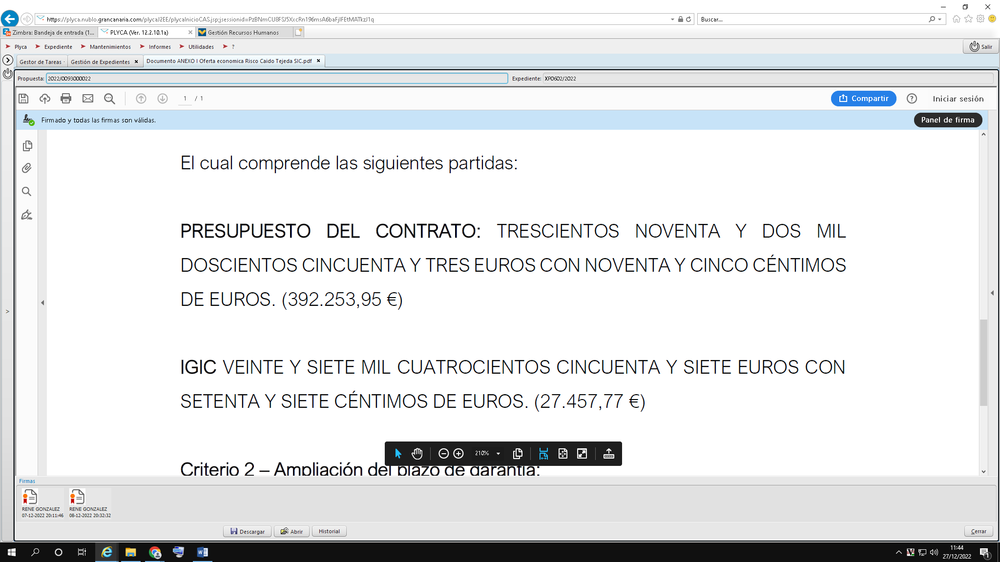 https://plyca.nublo.grancanaria.com/plycaJ2EE/plycaInicioCAS.jsp;jsessionid=PzBNmCU8FSJ5XxcRn196msA6baFjIFEtMATkzJ1q
Buscar...
Zimbra: Bandeja de entrada (1...
PLYCA (Ver. 12.2.10.1a)
Gestión Recursos Humanos
Plyca Expediente Mantenimientos Informes Utilidades ?
Salir
Gestor de Tareas
Gestión de Expedientes
Documento ANEXO I Oferta economica Risco Caido Tejeda SIC.pdf
Propuesta: 2022/0093000022 Expediente: XP0602/2022
1 / 1
Compartir
Iniciar sesión
Firmado y todas las firmas son válidas.
Panel de firma
El cual comprende las siguientes partidas:
PRESUPUESTO DEL CONTRATO: TRESCIENTOS NOVENTA Y DOS MIL
DOSCIENTOS CINCUENTA Y TRES EUROS CON NOVENTA Y CINCO CÉNTIMOS
DE EUROS. (392.253,95 €)
IGIC VEINTE Y SIETE MIL CUATROCIENTOS CINCUENTA Y SIETE EUROS CON
SETENTA Y SIETE CÉNTIMOS DE EUROS. (27.457,77 €)
210%
Criterio 2 – Ampliación del plazo de garantía:
Firmas
RENE GONZALEZ
07-12-2022 20:11:46
RENE GONZALEZ
08-12-2022 20:32:32
Descargar
Abrir
Historial
Cerrar
11:44
27/12/2022
1